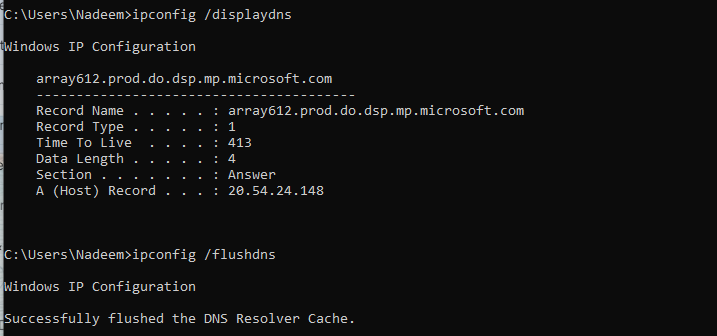 C:\Users\Nadeem>ipconfig /displaydns
Windows IP Configuration
array612.prod.do.dsp.mp.microsoft.com
----------------------------------------
Record Name . . . . . : array612.prod.do.dsp.mp.microsoft.com
Record Type . . . . . : 1
Time To Live  . . . . : 413
Data Length . . . . . : 4
Section . . . . . . . : Answer
A (Host) Record . . . : 20.54.24.148
C:\Users\Nadeem>ipconfig /flushdns
Windows IP Configuration
Successfully flushed the DNS Resolver Cache.